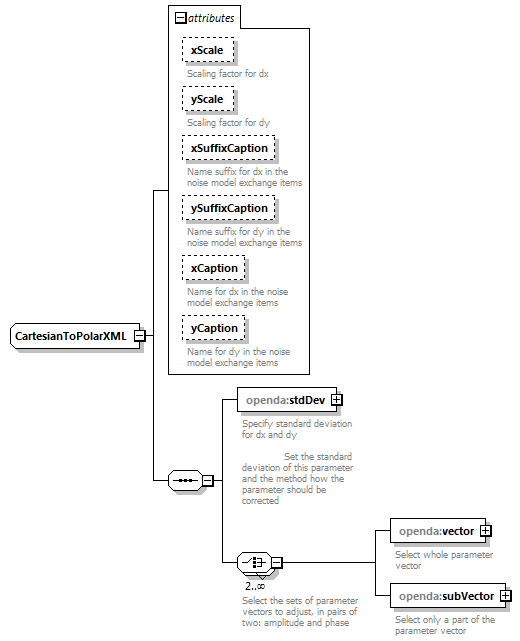 attributes
xScale
Scaling factor for dx
yScale
Scaling factor for dy
xSuffixCaption
Name suffix for dx in the
noise model exchange items
ySuffixCaption
Name suffix for dy in the
noise model exchange items
xCaption
Name for dx in the noise
model exchange items
yCaption
Name for dy in the noise
model exchange items
CartesianToPolarXML
openda:stdDev
Specify standard deviation
for dx and dy
Set the standard
deviation of this parameter
and the method how the
parameter should be
corrected
2..∞
Select the sets of parameter
vectors to adjust, in pairs of
two: amplitude and phase
openda:vector
Select whole parameter
vector
openda:subVector
Select only a part of the
parameter vector